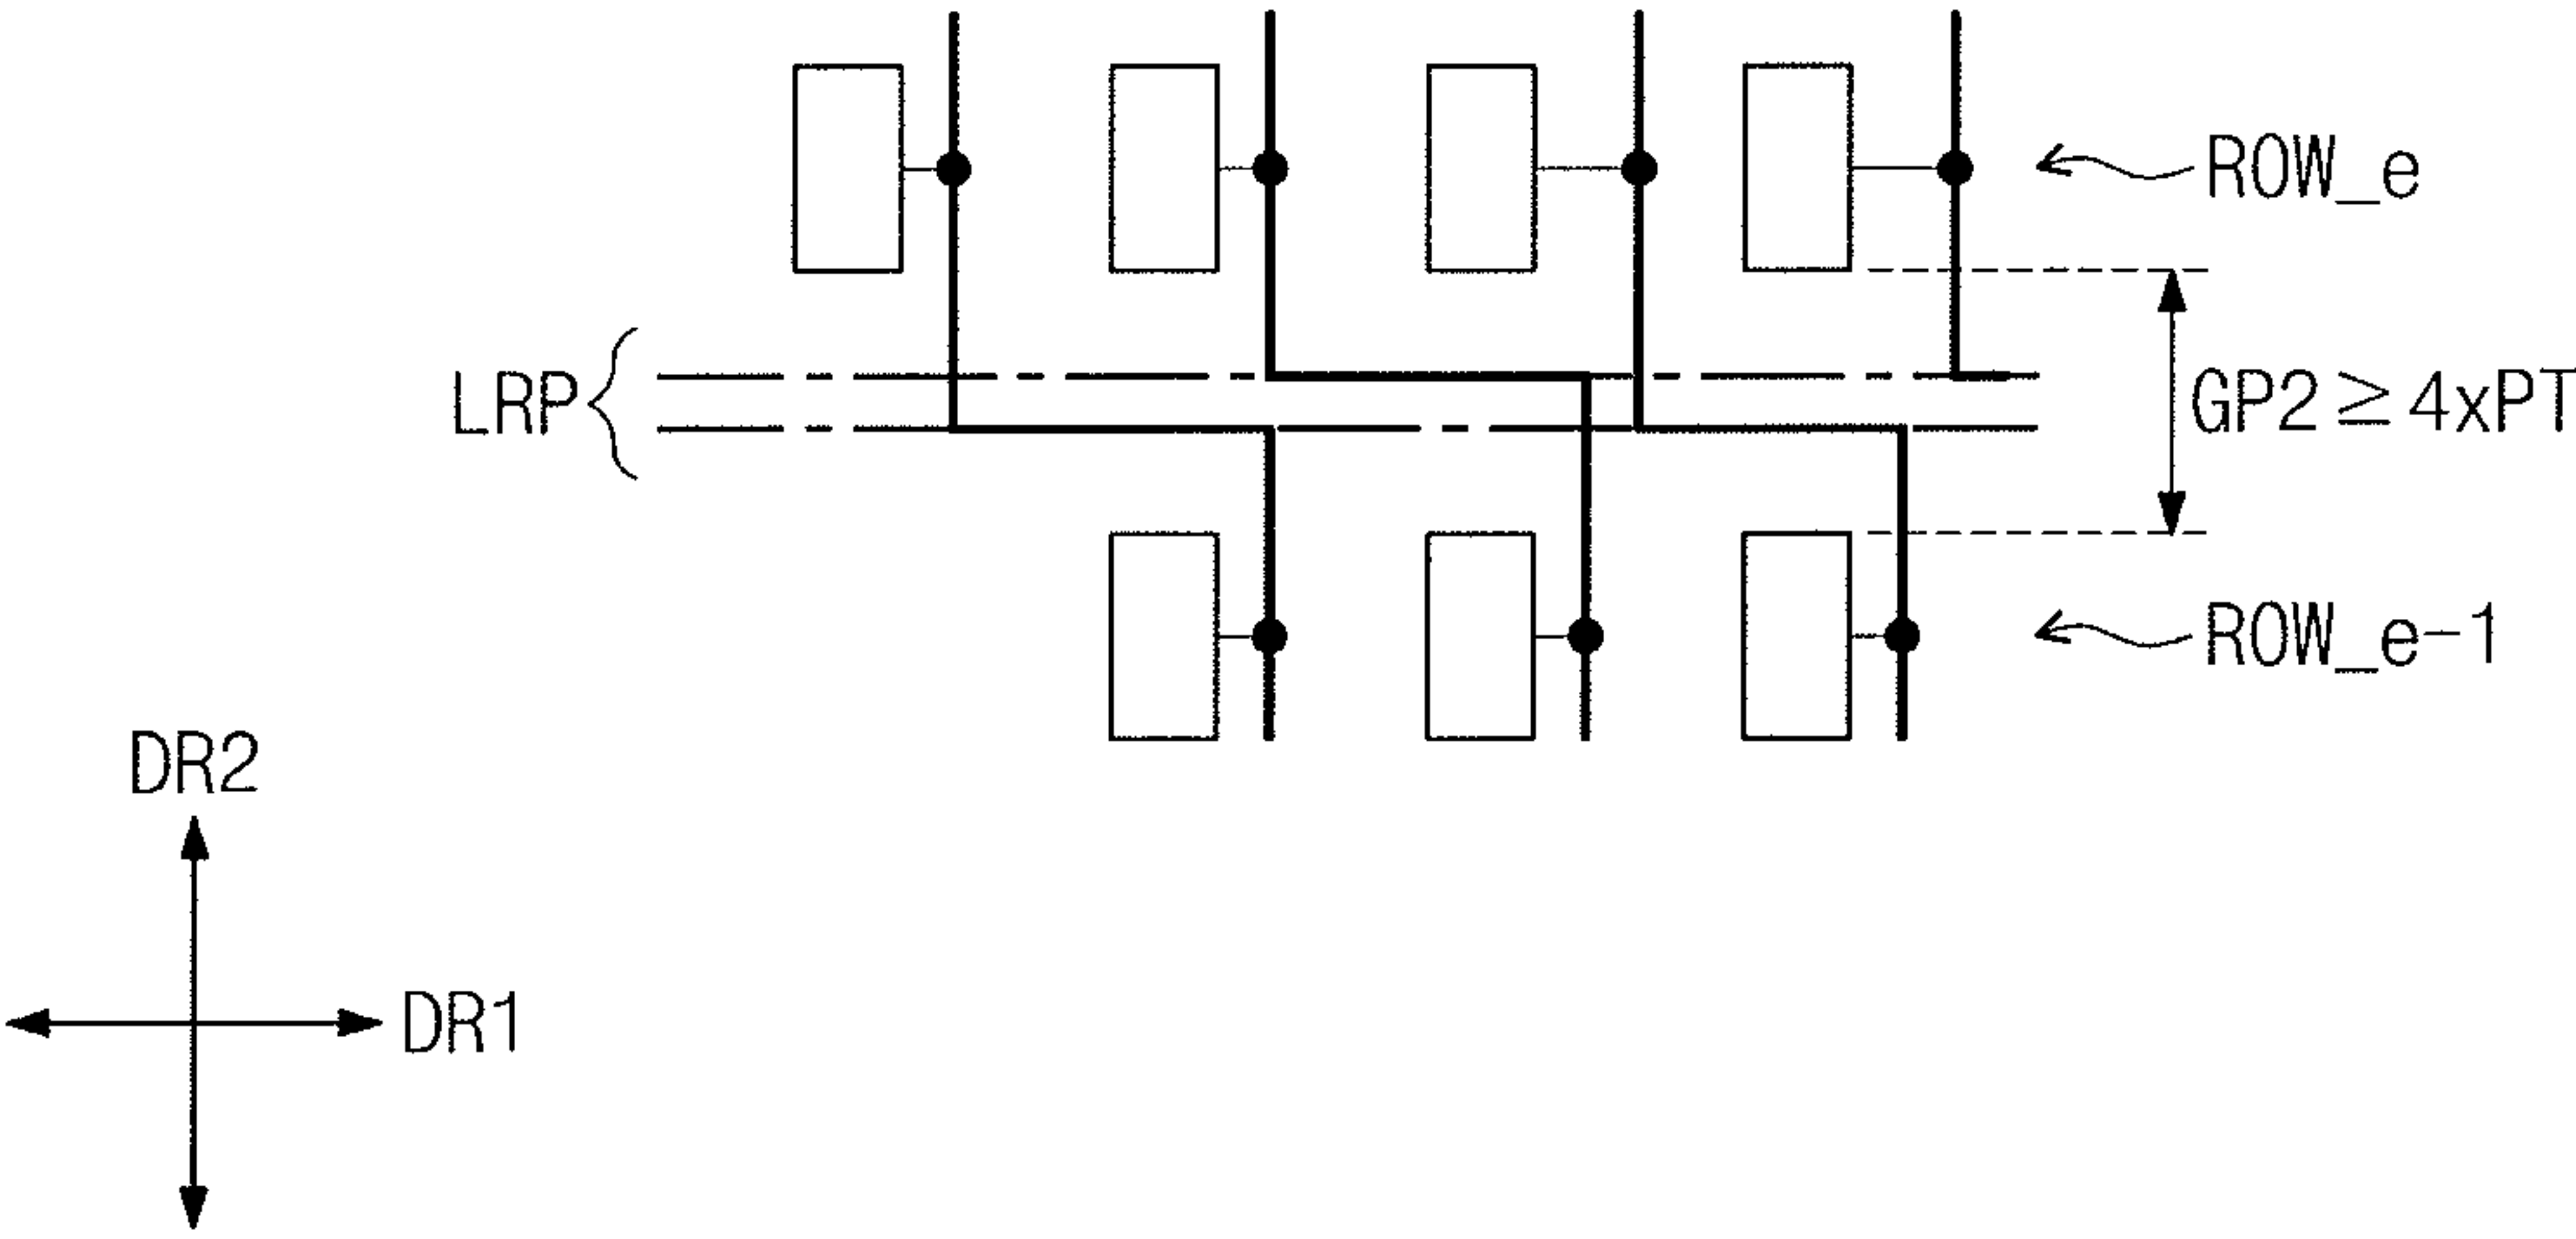 ROW_e
LRP
GP2 ≥ 4xPT
ROW_e-1
DR2
DR1